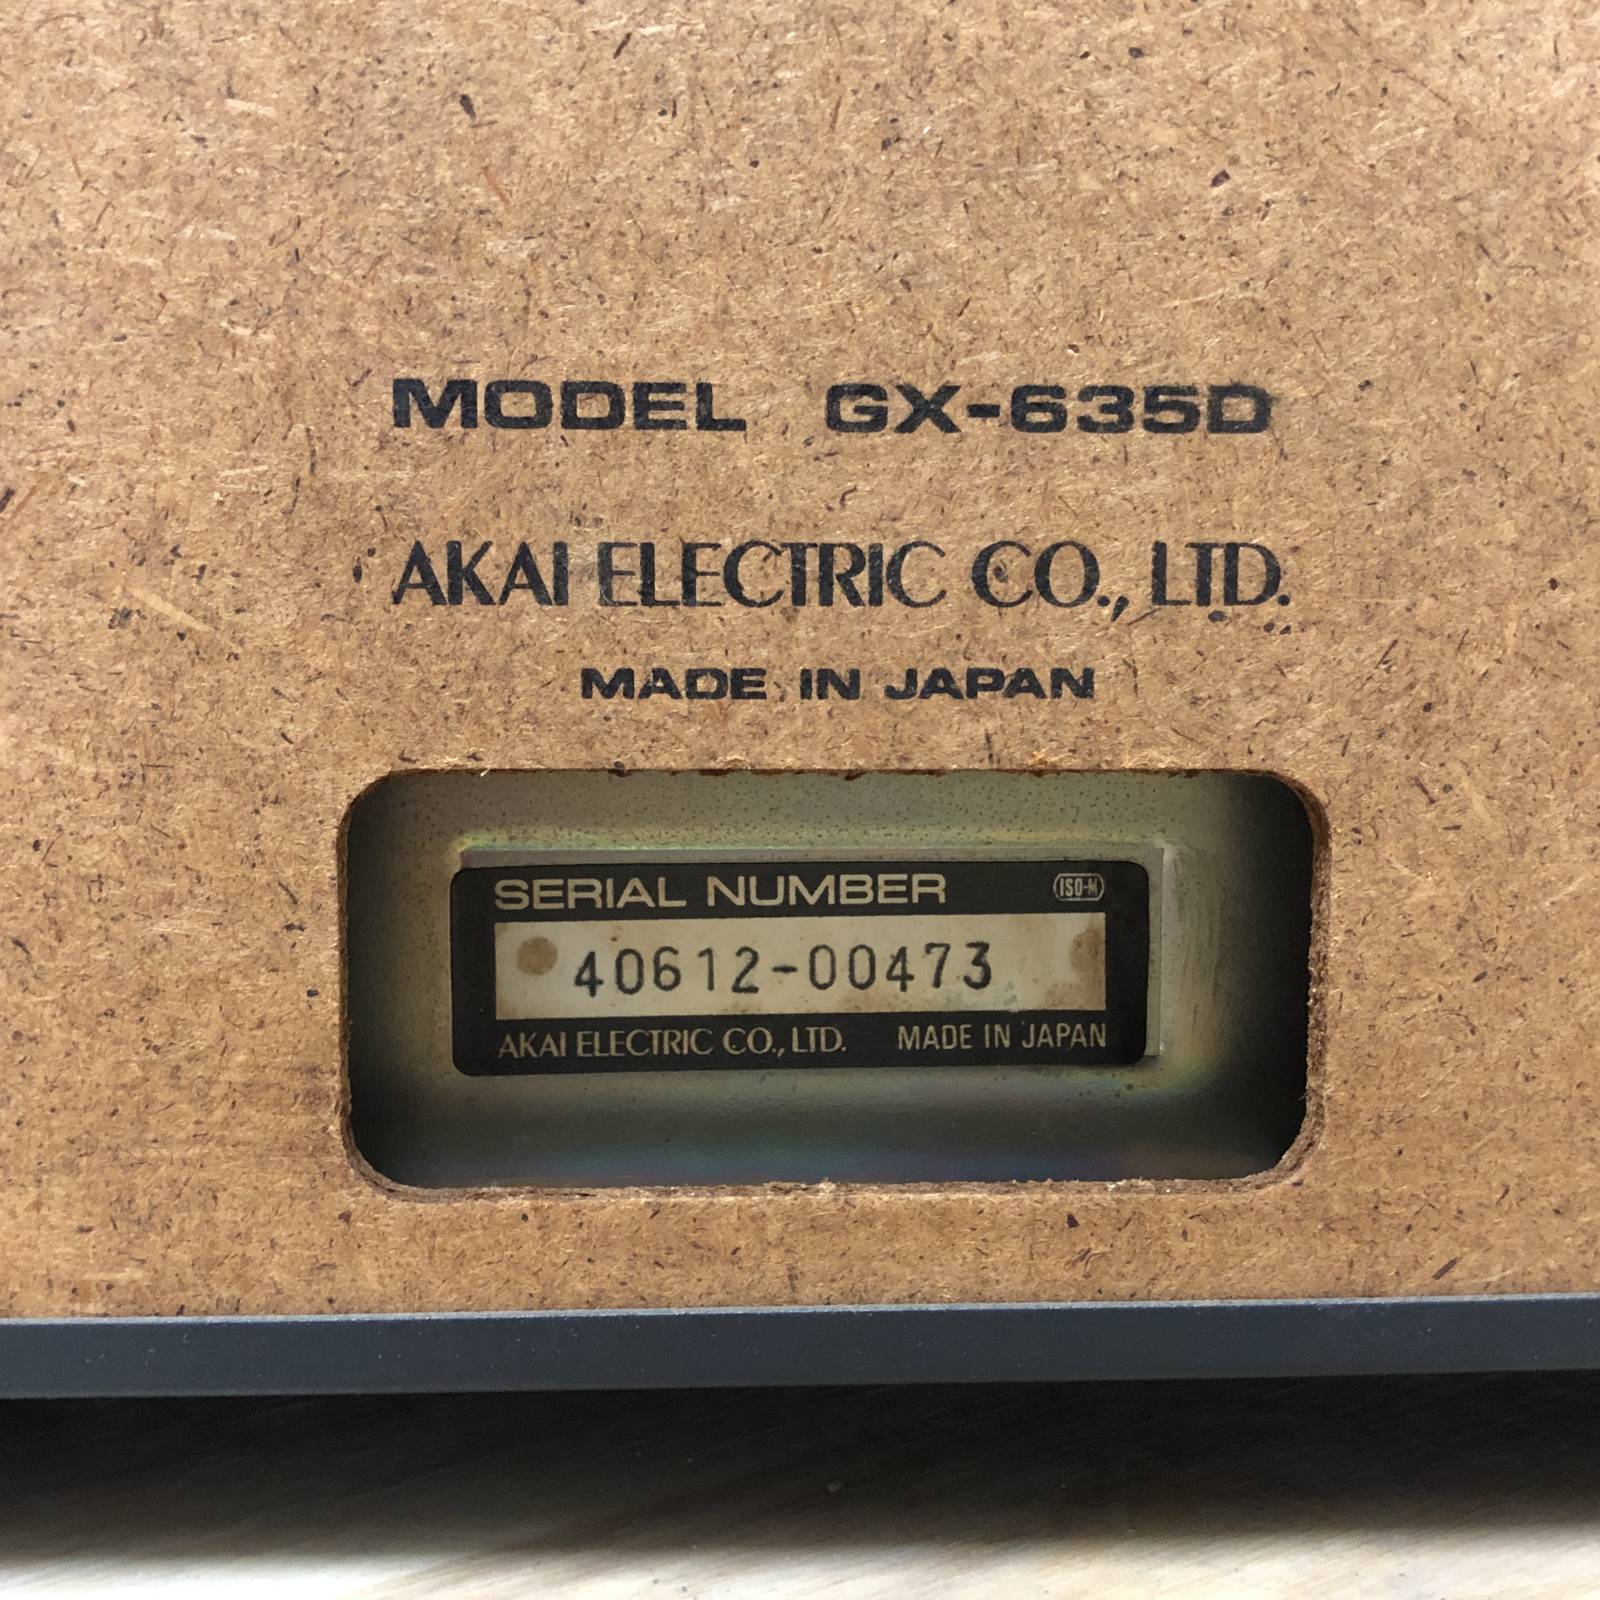 MODEL GX-635D
AKAI ELECTRIC CO., LTD.
MADE IN JAPAN
SERIAL NUMBER ISO-M
40612-00473
AKAI ELECTRIC CO., LTD. MADE IN JAPAN